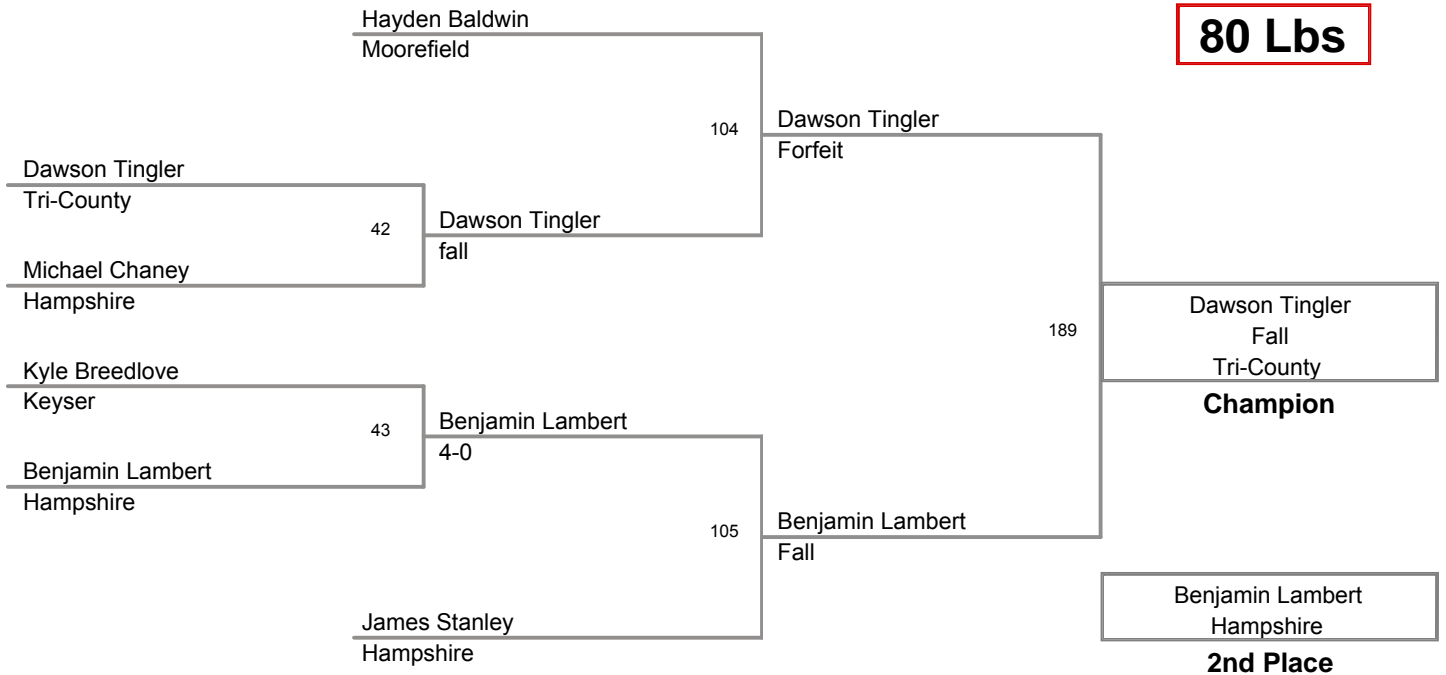 Hayden Baldwin
80 Lbs
Moorefield
104
Dawson Tingler
Forfeit
Dawson Tingler
Tri-County
42
Dawson Tingler
fall
Michael Chaney
Hampshire
189
Dawson Tingler
Fall
Tri-County
Champion
Kyle Breedlove
Keyser
43
Benjamin Lambert
4-0
Benjamin Lambert
Hampshire
105
Benjamin Lambert
Fall
James Stanley
Hampshire
Benjamin Lambert
Hampshire
2nd Place